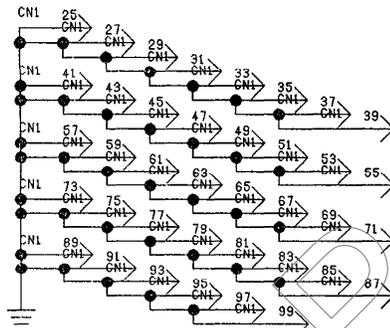 CN1 25
CN1 27
CN1 29
CN1 31
CN1 33
CN1 35
CN1 37
CN1 39
CN1 41
CN1 43
CN1 45
CN1 47
CN1 49
CN1 51
CN1 53
CN1 55
CN1 57
CN1 59
CN1 61
CN1 63
CN1 65
CN1 67
CN1 69
CN1 71
CN1 73
CN1 75
CN1 77
CN1 79
CN1 81
CN1 83
CN1 85
CN1 87
CN1 89
CN1 91
CN1 93
CN1 95
CN1 97
CN1 99